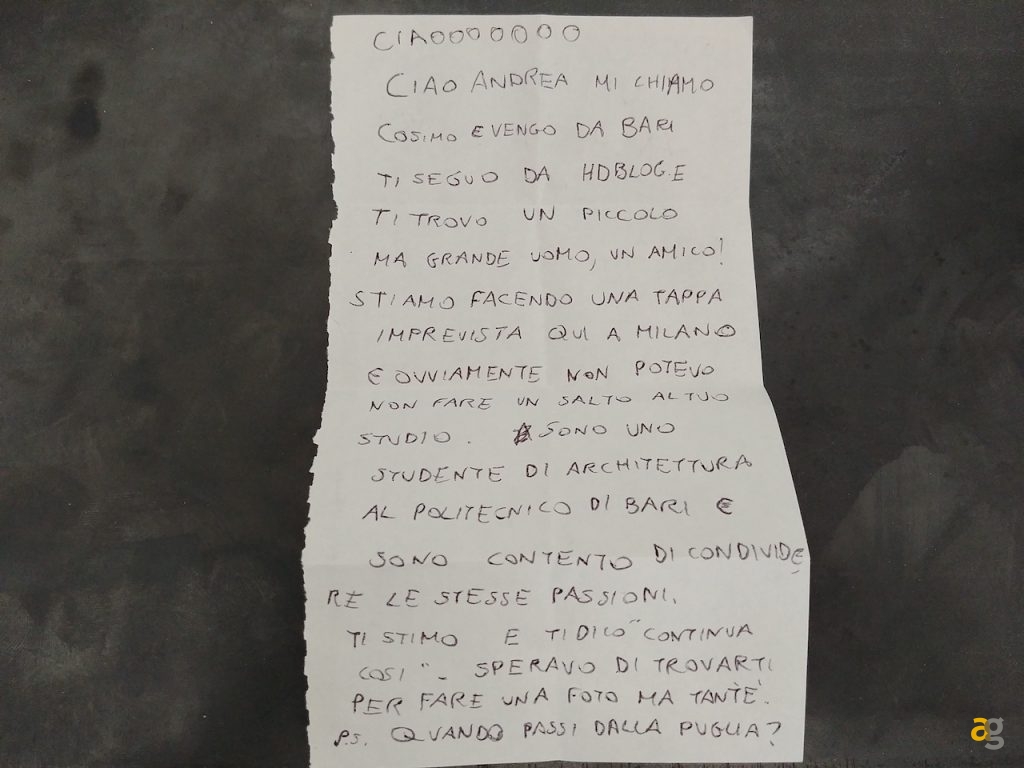 CIAOOOOOOO
CIAO ANDREA MI CHIAMO
COSIMO E VENGO DA BARI
TI SEGUO DA HDBLOG E
TI TROVO UN PICCOLO
MA GRANDE UOMO, UN AMICO!
STIAMO FACENDO UNA TAPPA
IMPREVISTA QUI A MILANO
E OVVIAMENTE NON POTEVO
NON FARE UN SALTO AL TUO
STUDIO. SONO UNO
STUDENTE DI ARCHITETTURA
AL POLITECNICO DI BARI E
SONO CONTENTO DI CONDIVIDE
RE LE STESSE PASSIONI.
TI STIMO E TI DICO "CONTINUA
COSI" - SPERAVO DI TROVARTI
PER FARE UNA FOTO MA TANT'È.
P.S. QUANDO PASSI DALLA PUGLIA?
ag